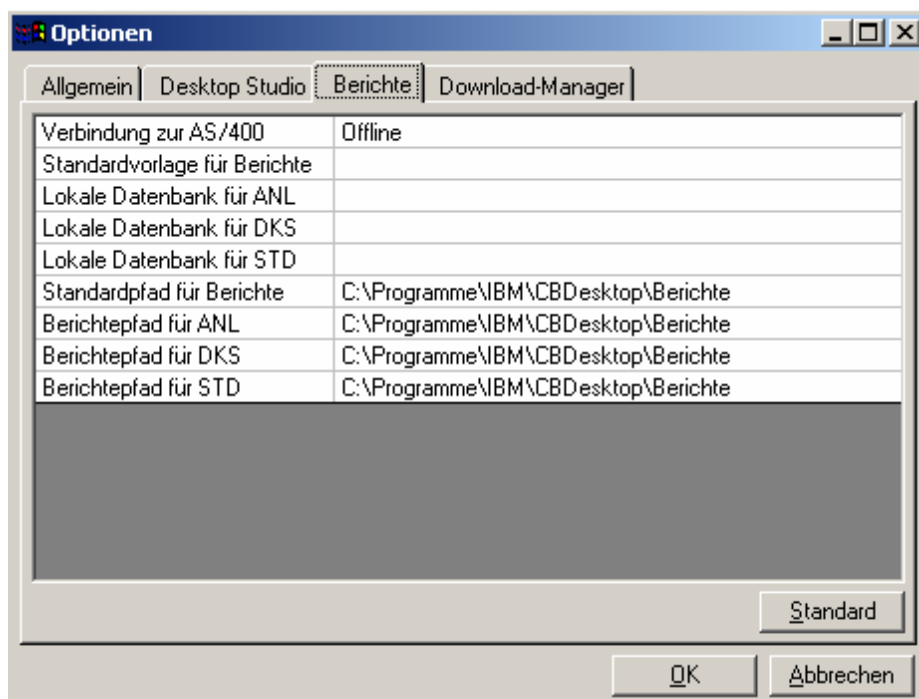 Optionen
Allgemein Desktop Studio Berichte Download-Manager
Verbindung zur AS/400 Offline
Standardvorlage für Berichte
Lokale Datenbank für ANL
Lokale Datenbank für DKS
Lokale Datenbank für STD
Standardpfad für Berichte C:\Programme\IBM\CBDesktop\Berichte
Berichtepfad für ANL C:\Programme\IBM\CBDesktop\Berichte
Berichtepfad für DKS C:\Programme\IBM\CBDesktop\Berichte
Berichtepfad für STD C:\Programme\IBM\CBDesktop\Berichte
Standard
OK Abbrechen